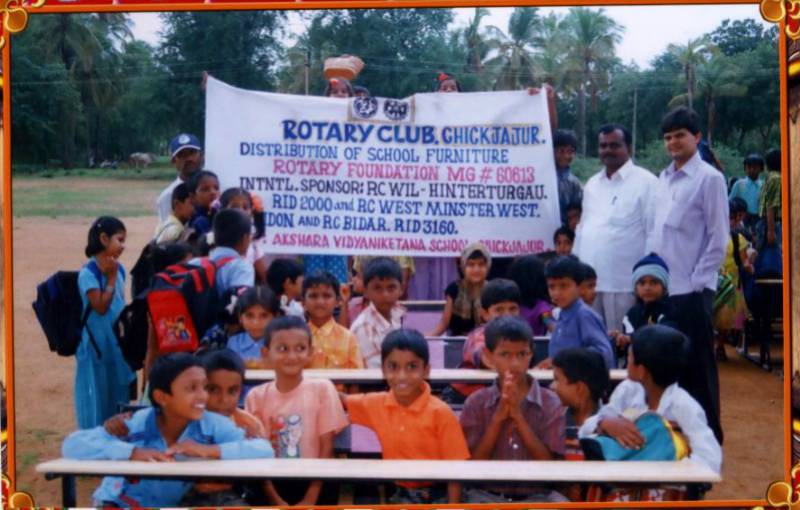 ROTARY CLUB. CHICKJAJUR.
DISTRIBUTION OF SCHOOL FURNITURE
ROTARY FOUNDATION MG # 60613
INTNTL. SPONSOR: RC WIL - HINTERTURGAU.
RID 2000 and RC WEST MINSTER WEST.
DON AND RC BIDAR. RID 3160.
AKSHARA VIDYANIKETANA SCHOOL CHICKJAJUR